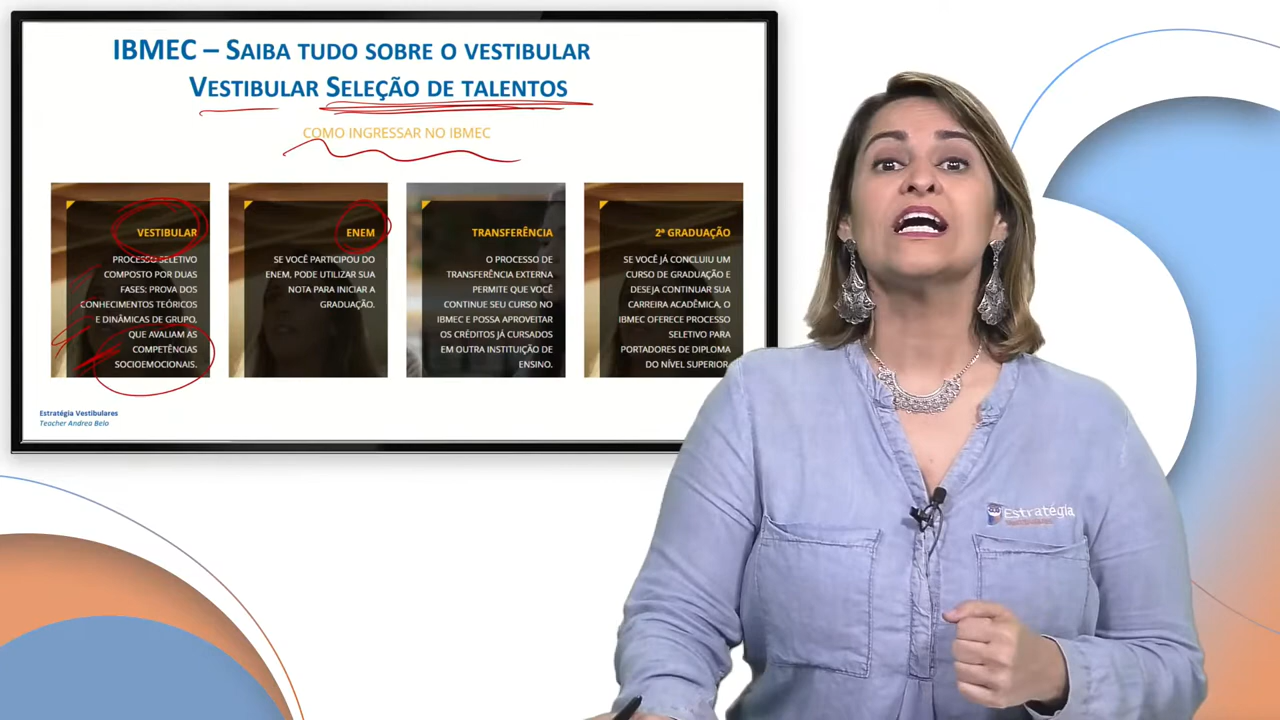 IBMEC – SAIBA TUDO SOBRE O VESTIBULAR
VESTIBULAR SELEÇÃO DE TALENTOS
COMO INGRESSAR NO IBMEC
VESTIBULAR
PROCESSO SELETIVO
COMPOSTO POR DUAS
FASES: PROVA DOS
CONHECIMENTOS TEÓRICOS
E DINÂMICAS DE GRUPO,
QUE AVALIAM AS
COMPETÊNCIAS
SOCIOEMOCIONAIS.
ENEM
SE VOCÊ PARTICIPOU DO
ENEM, PODE UTILIZAR SUA
NOTA PARA INICIAR A
GRADUAÇÃO.
TRANSFERÊNCIA
O PROCESSO DE
TRANSFERÊNCIA EXTERNA
PERMITE QUE VOCÊ
CONTINUE SEU CURSO NO
IBMEC E POSSA APROVEITAR
OS CRÉDITOS JÁ CURSADOS
EM OUTRA INSTITUIÇÃO DE
ENSINO.
2ª GRADUAÇÃO
SE VOCÊ JÁ CONCLUIU UM
CURSO DE GRADUAÇÃO E
DESEJA CONTINUAR SUA
CARREIRA ACADÊMICA, O
IBMEC OFERECE PROCESSO
SELETIVO PARA
PORTADORES DE DIPLOMA
DO NÍVEL SUPERIOR
Estratégia Vestibulares
Teacher Andrea Belo
Estratégia